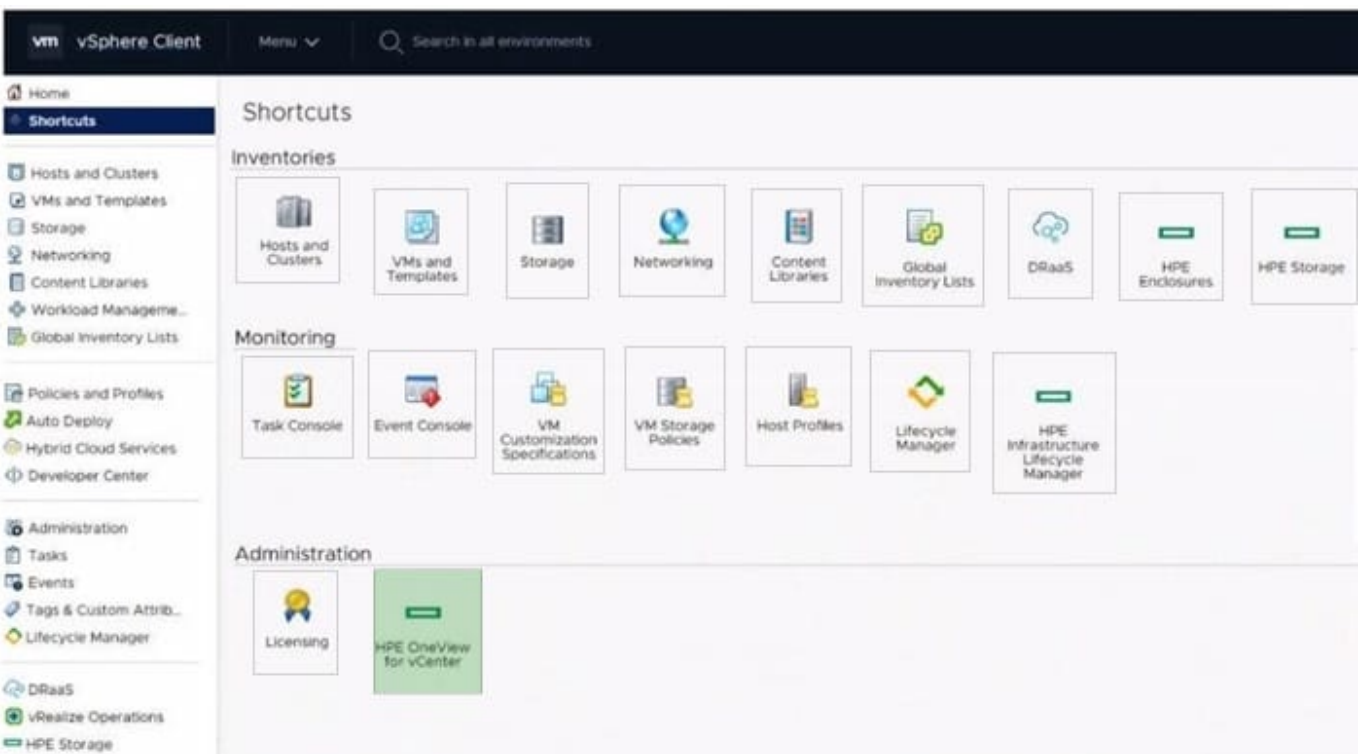 vm vSphere Client Menu Search in all environments
Home
Shortcuts
Hosts and Clusters
VMs and Templates
Storage
Networking
Content Libraries
Workload Manageme...
Global Inventory Lists
Policies and Profiles
Auto Deploy
Hybrid Cloud Services
Developer Center
Administration
Tasks
Events
Tags & Custom Attrib...
Lifecycle Manager
DRaaS
vRealize Operations
HPE Storage
Shortcuts
Inventories
Hosts and
Clusters
VMs and
Templates
Storage
Networking
Content
Libraries
Global
Inventory Lists
DRaaS
HPE
Enclosures
HPE Storage
Monitoring
Task Console
Event Console
VM
Customization
Specifications
VM Storage
Policies
Host Profiles
Lifecycle
Manager
HPE
Infrastructure
Lifecycle
Manager
Administration
Licensing
HPE OneView
for vCenter